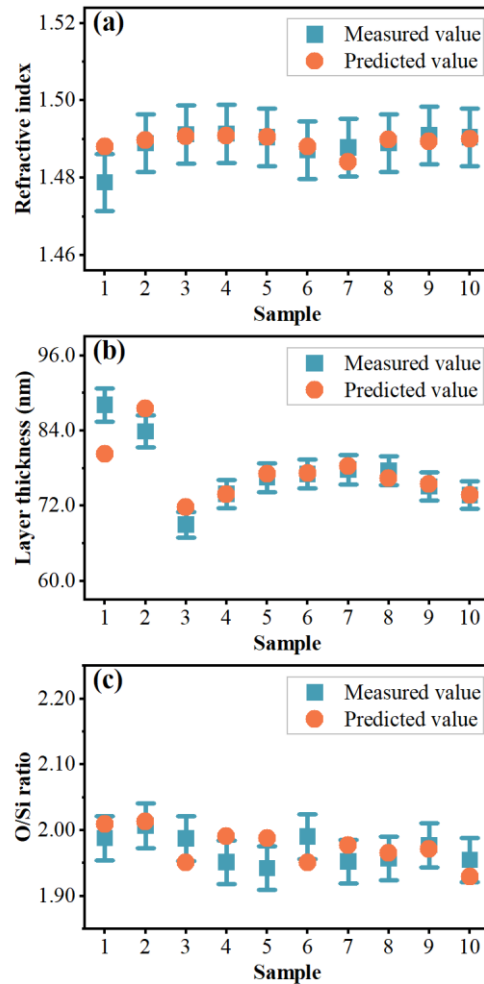 (a)
Measured value
Predicted value
1.52
1.50
1.48
1.46
Refractive index
1 2 3 4 5 6 7 8 9 10
Sample
(b)
Measured value
Predicted value
96.0
84.0
72.0
60.0
Layer thickness (nm)
1 2 3 4 5 6 7 8 9 10
Sample
(c)
Measured value
Predicted value
2.20
2.10
2.00
1.90
O/Si ratio
1 2 3 4 5 6 7 8 9 10
Sample